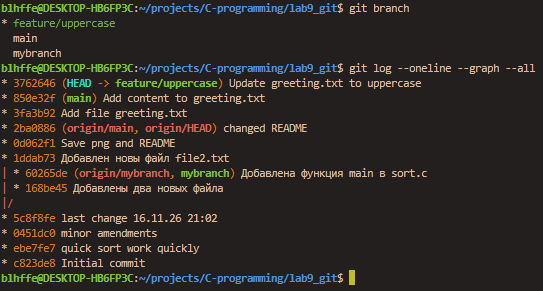 blhffe@DESKTOP-HB6FP3C:~/projects/C-programming/lab9_git$ git branch
* feature/uppercase
  main
  mybranch
blhffe@DESKTOP-HB6FP3C:~/projects/C-programming/lab9_git$ git log --oneline --graph --all
* 3762646 (HEAD -> feature/uppercase) Update greeting.txt to uppercase
* 850e32f (main) Add content to greeting.txt
* 3fa3b92 Add file greeting.txt
* 2ba0886 (origin/main, origin/HEAD) changed README
* 0d062f1 Save png and README
* 1ddab73 Добавлен новы файл file2.txt
| * 60265de (origin/mybranch, mybranch) Добавлена функция main в sort.c
| * 168be45 Добавлены два новых файла
|/
* 5c8f8fe last change 16.11.26 21:02
* 0451dc0 minor amendments
* ebe7fe7 quick sort work quickly
* c823de8 Initial commit
blhffe@DESKTOP-HB6FP3C:~/projects/C-programming/lab9_git$